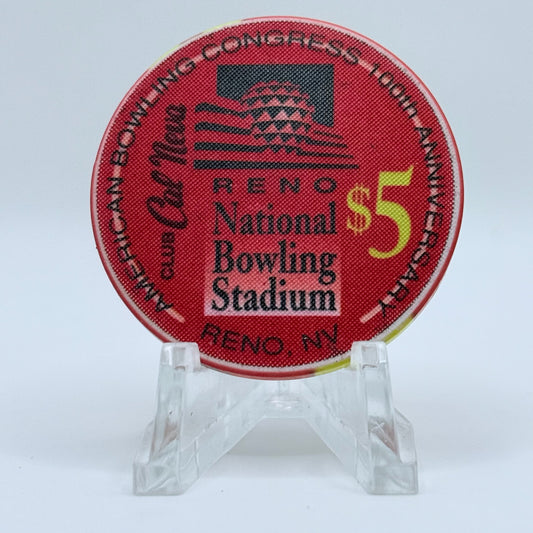 AMERICAN BOWLING CONGRESS 100th ANNIVERSARY
CLUB Cal Neva
RENO
National
Bowling
Stadium
$5
RENO, NV